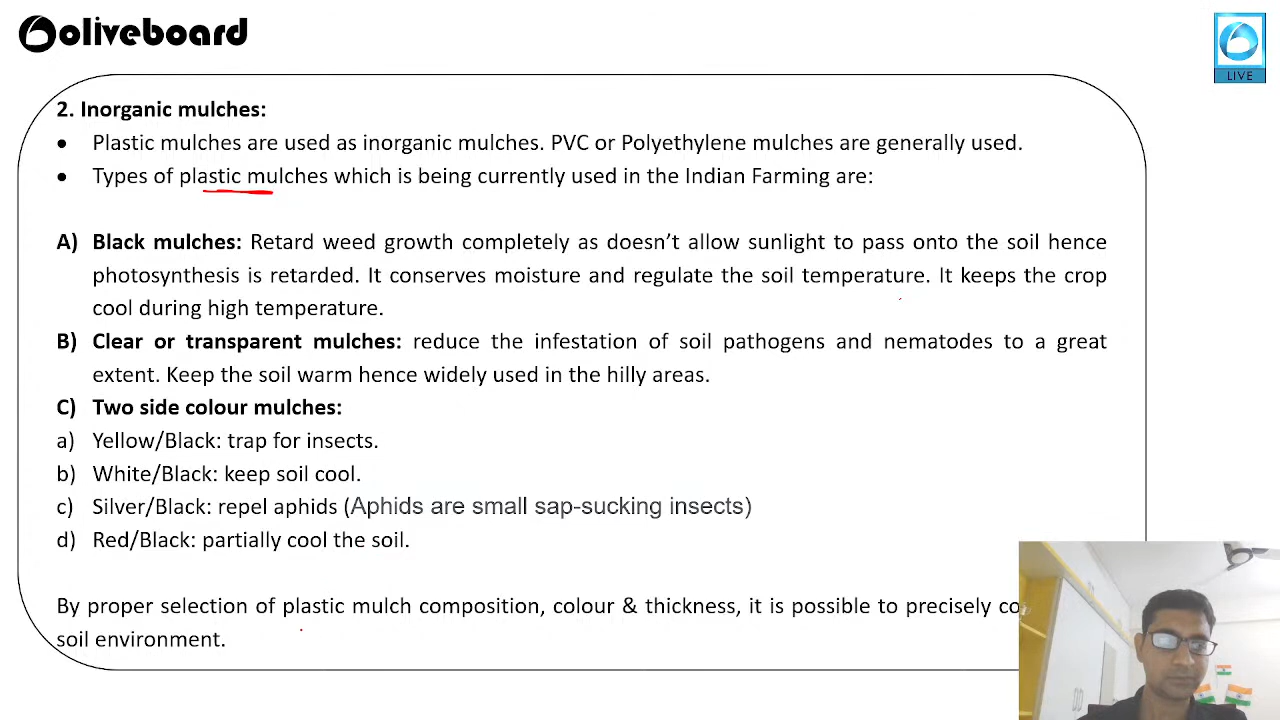 oliveboard
LIVE
2. Inorganic mulches:
• Plastic mulches are used as inorganic mulches. PVC or Polyethylene mulches are generally used.
• Types of plastic mulches which is being currently used in the Indian Farming are:
A) Black mulches: Retard weed growth completely as doesn’t allow sunlight to pass onto the soil hence
photosynthesis is retarded. It conserves moisture and regulate the soil temperature. It keeps the crop
cool during high temperature.
B) Clear or transparent mulches: reduce the infestation of soil pathogens and nematodes to a great
extent. Keep the soil warm hence widely used in the hilly areas.
C) Two side colour mulches:
a) Yellow/Black: trap for insects.
b) White/Black: keep soil cool.
c) Silver/Black: repel aphids (Aphids are small sap-sucking insects)
d) Red/Black: partially cool the soil.
By proper selection of plastic mulch composition, colour & thickness, it is possible to precisely
soil environment.